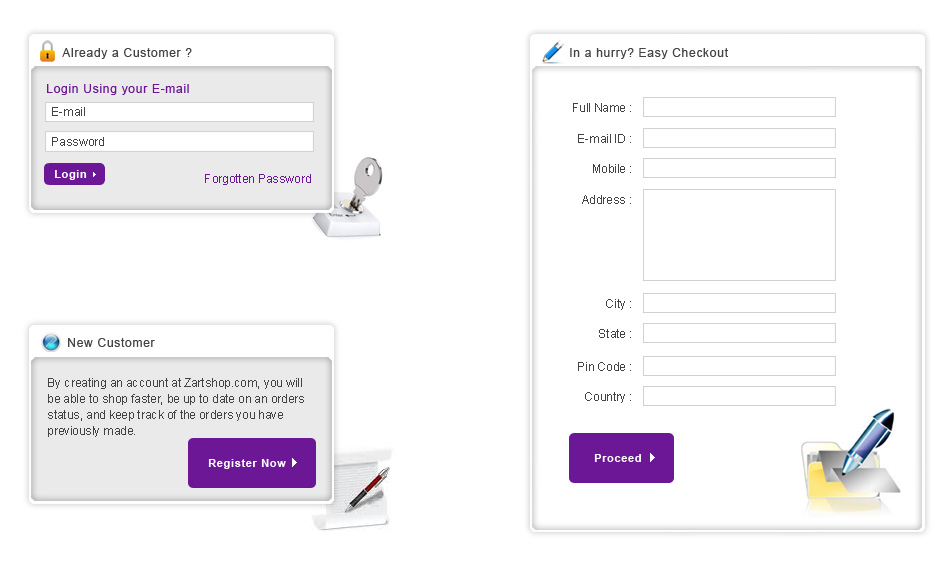 Already a Customer ?
Login Using your E-mail
E-mail
Password
Login
Forgotten Password
New Customer
By creating an account at Zartshop.com, you will
be able to shop faster, be up to date on an orders
status, and keep track of the orders you have
previously made.
Register Now
In a hurry? Easy Checkout
Full Name :
E-mail ID :
Mobile :
Address :
City :
State :
Pin Code :
Country :
Proceed